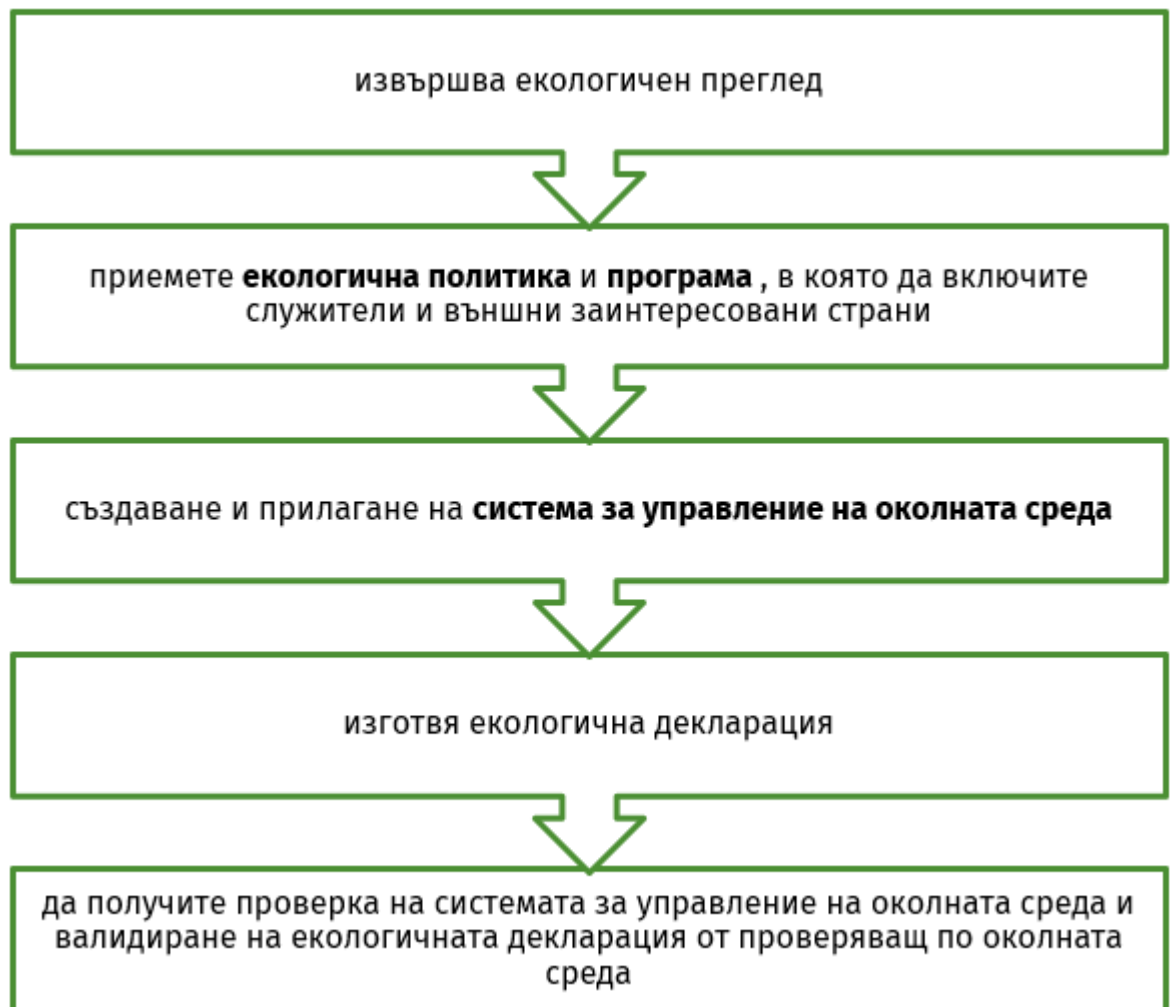 извършва екологичен преглед
приемете екологична политика и програма , в която да включите
служители и външни заинтересовани страни
създаване и прилагане на система за управление на околната среда
изготвя екологична декларация
да получите проверка на системата за управление на околната среда и
валидиране на екологичната декларация от проверяващ по околната
среда